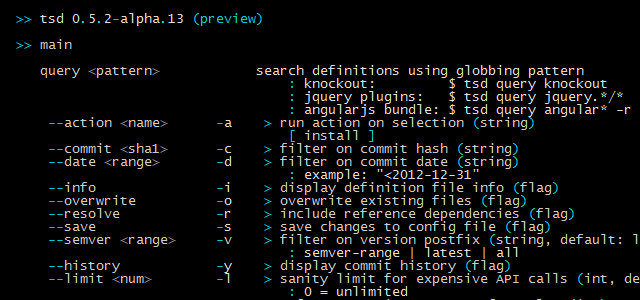 >> tsd 0.5.2-alpha.13 (preview)
>> main
query <pattern> search definitions using globbing pattern
: knockout: $ tsd query knockout
: jquery plugins: $ tsd query jquery.*/*
: angularjs bundle: $ tsd query angular* -r
--action <name> -a > run action on selection (string)
[ install ]
--commit <sha1> -c > filter on commit hash (string)
--date <range> -d > filter on commit date (string)
: example: "<2012-12-31"
--info -i > display definition file info (flag)
--overwrite -o > overwrite existing files (flag)
--resolve -r > include reference dependencies (flag)
--save -s > save changes to config file (flag)
--semver <range> -v > filter on version postfix (string, default: l
: semver-range | latest | all
--history -y > display commit history (flag)
--limit <num> -l > sanity limit for expensive API calls (int, de
: 0 = unlimited